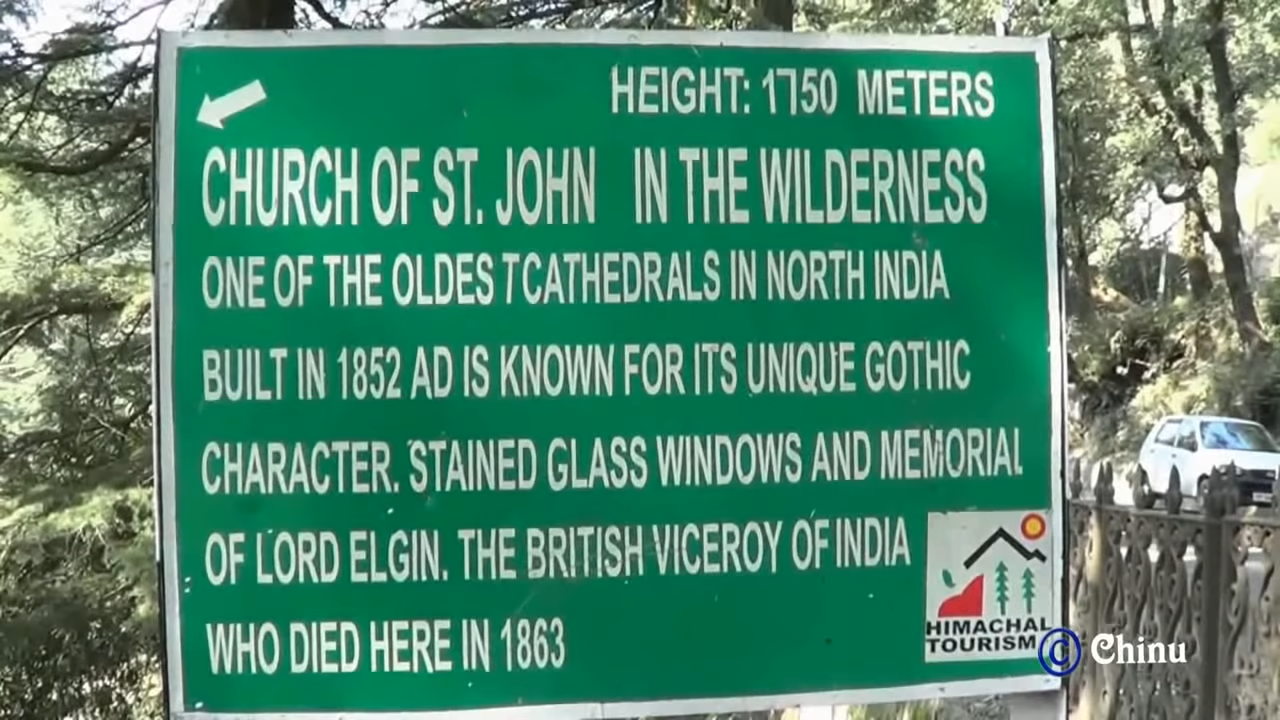 HEIGHT: 1750 METERS
CHURCH OF ST. JOHN IN THE WILDERNESS
ONE OF THE OLDEST CATHEDRALS IN NORTH INDIA
BUILT IN 1852 AD IS KNOWN FOR ITS UNIQUE GOTHIC
CHARACTER. STAINED GLASS WINDOWS AND MEMORIAL
OF LORD ELGIN. THE BRITISH VICEROY OF INDIA
WHO DIED HERE IN 1863
HIMACHAL
TOURISM
© Chinu